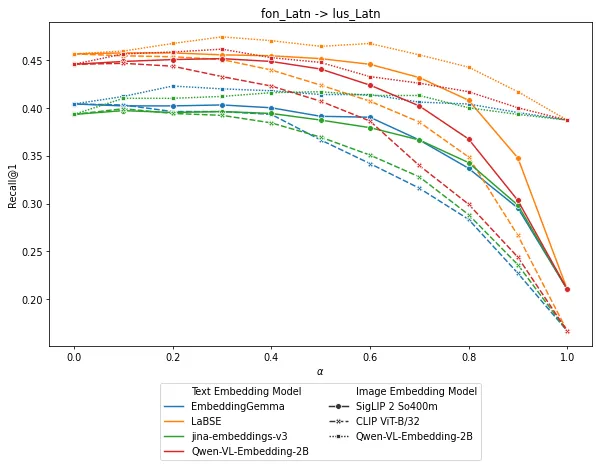 fon_Latn -> lus_Latn
Recall@1
0.45
0.40
0.35
0.30
0.25
0.20
0.0 0.2 0.4 0.6 0.8 1.0
α
Text Embedding Model Image Embedding Model
EmbeddingGemma SigLIP 2 So400m
LaBSE CLIP ViT-B/32
jina-embeddings-v3 Qwen-VL-Embedding-2B
Qwen-VL-Embedding-2B